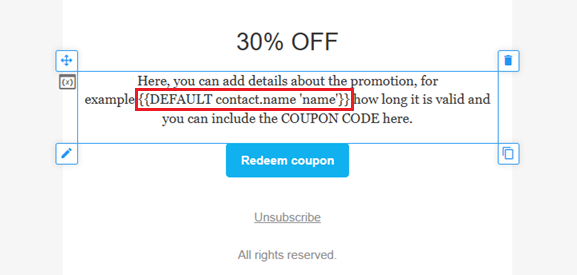 30% OFF
(x)
Here, you can add details about the promotion, for
example {{DEFAULT contact.name 'name'}} how long it is valid and
you can include the COUPON CODE here.
Redeem coupon
Unsubscribe
All rights reserved.